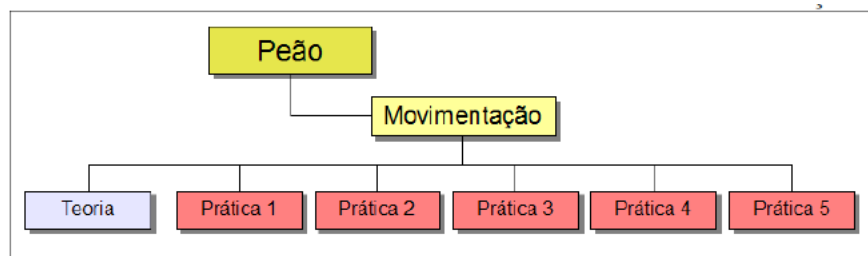 Peão
Movimentação
Teoria
Prática 1
Prática 2
Prática 3
Prática 4
Prática 5